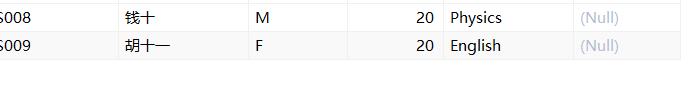 S008 钱十 M 20 Physics (Null)
S009 胡十一 F 20 English (Null)